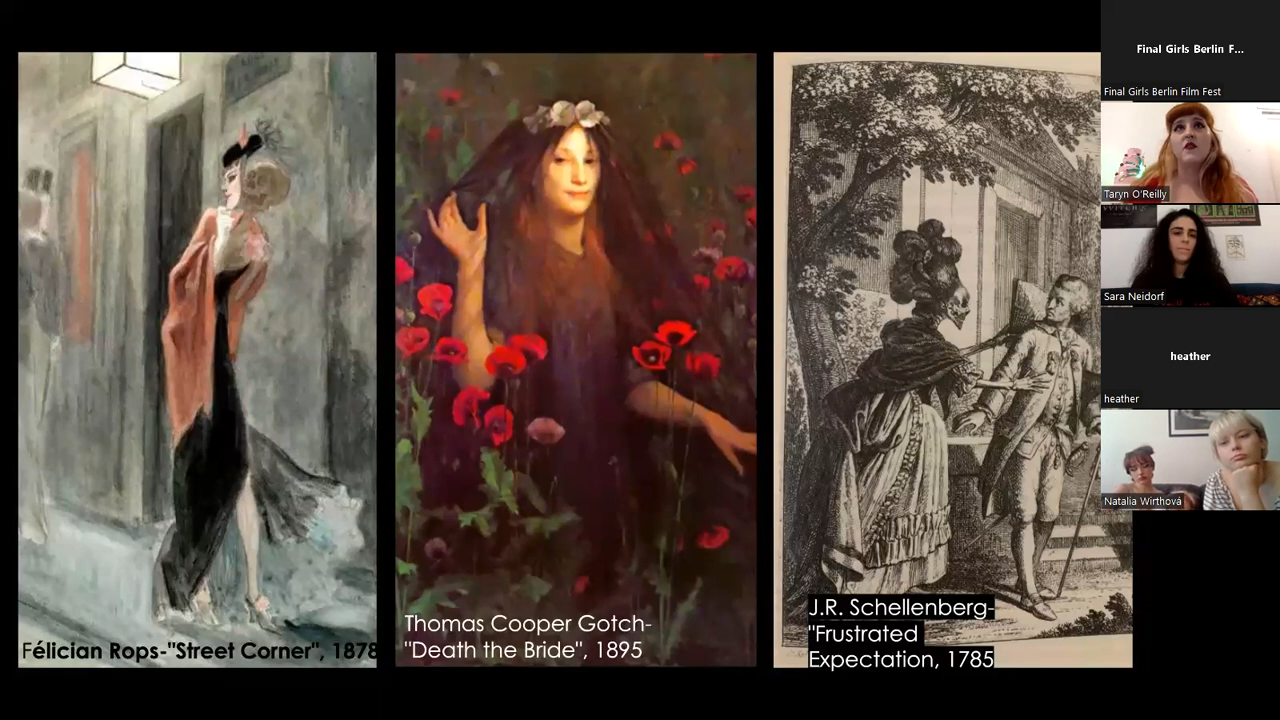 Félician Rops-"Street Corner", 1878
Thomas Cooper Gotch-
"Death the Bride", 1895
J.R. Schellenberg-
"Frustrated
Expectation, 1785
Final Girls Berlin F...
Final Girls Berlin Film Fest
Taryn O'Reilly
Sara Neidorf
heather
heather
Natalia Wirthová